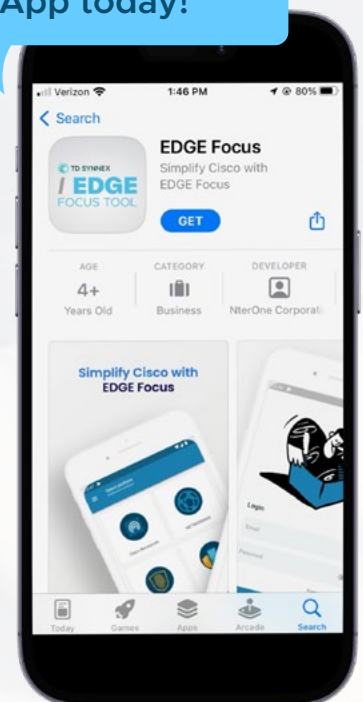 App today!
Verizon
1:46 PM
80%
Search
TD SYNNEX
/ EDGE
FOCUS TOOL
EDGE Focus
Simplify Cisco with
EDGE Focus
GET
AGE
4+
Years Old
CATEGORY
Business
DEVELOPER
NterOne Corporati
Simplify Cisco with
EDGE Focus
Login
Email
Password
Today
Games
Apps
Arcade
Search